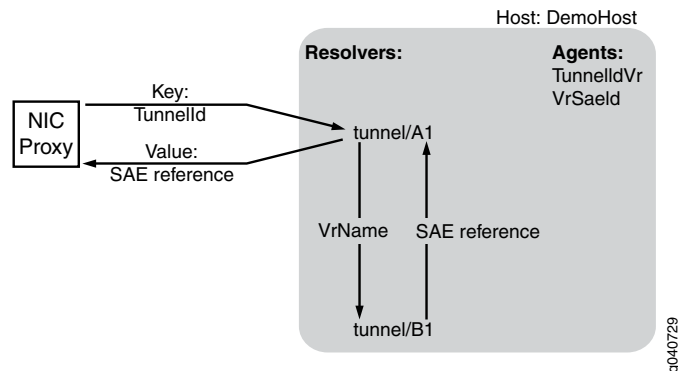 Host: DemoHost
Resolvers:
Agents:
TunnelIdVr
VrSaeId
Key:
TunnelId
NIC
Proxy
Value:
SAE reference
tunnel/A1
VrName
SAE reference
tunnel/B1
g040729